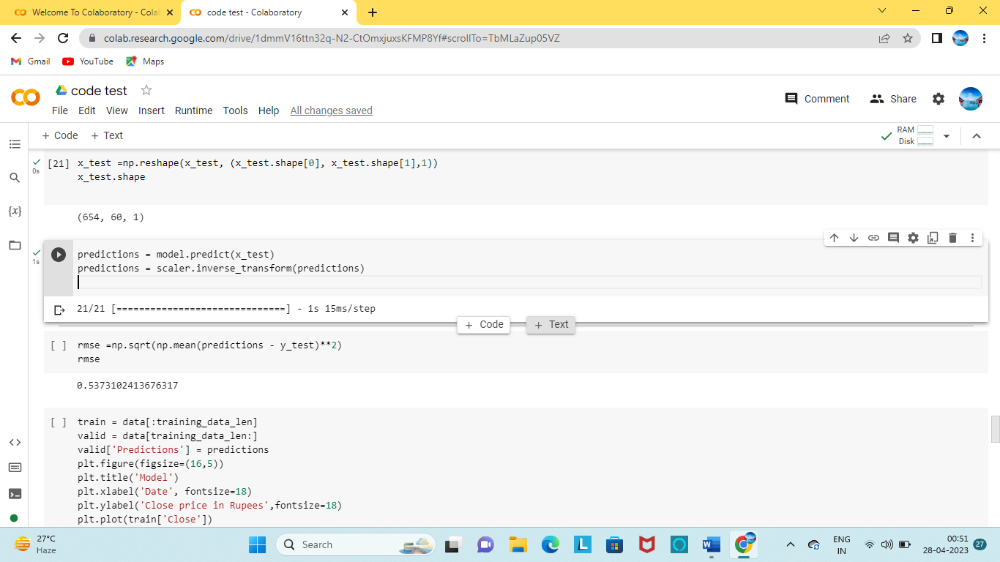 Welcome To Colaboratory - Cola
code test - Colaboratory
colab.research.google.com/drive/1dmmV16ttn32q-N2-CtOmxjuxsKFMP8Yf#scrollTo=TbMLaZup05VZ
Gmail
YouTube
Maps
code test
Comment
Share
File Edit View Insert Runtime Tools Help All changes saved
+ Code + Text
RAM
Disk
[21] x_test =np.reshape(x_test, (x_test.shape[0], x_test.shape[1],1))
0s
x_test.shape
(654, 60, 1)
{x}
predictions = model.predict(x_test)
1s
predictions = scaler.inverse_transform(predictions)
21/21 [==============================] - 1s 15ms/step
+ Code + Text
[ ] rmse =np.sqrt(np.mean(predictions - y_test)**2)
rmse
0.5373102413676317
[ ] train = data[:training_data_len]
valid = data[training_data_len:]
valid['Predictions'] = predictions
plt.figure(figsize=(16,5))
plt.title('Model')
plt.xlabel('Date', fontsize=18)
plt.ylabel('Close price in Rupees',fontsize=18)
plt.plot(train['Close'])
27°C
Haze
Search
L
W
ENG
IN
00:51
28-04-2023
27